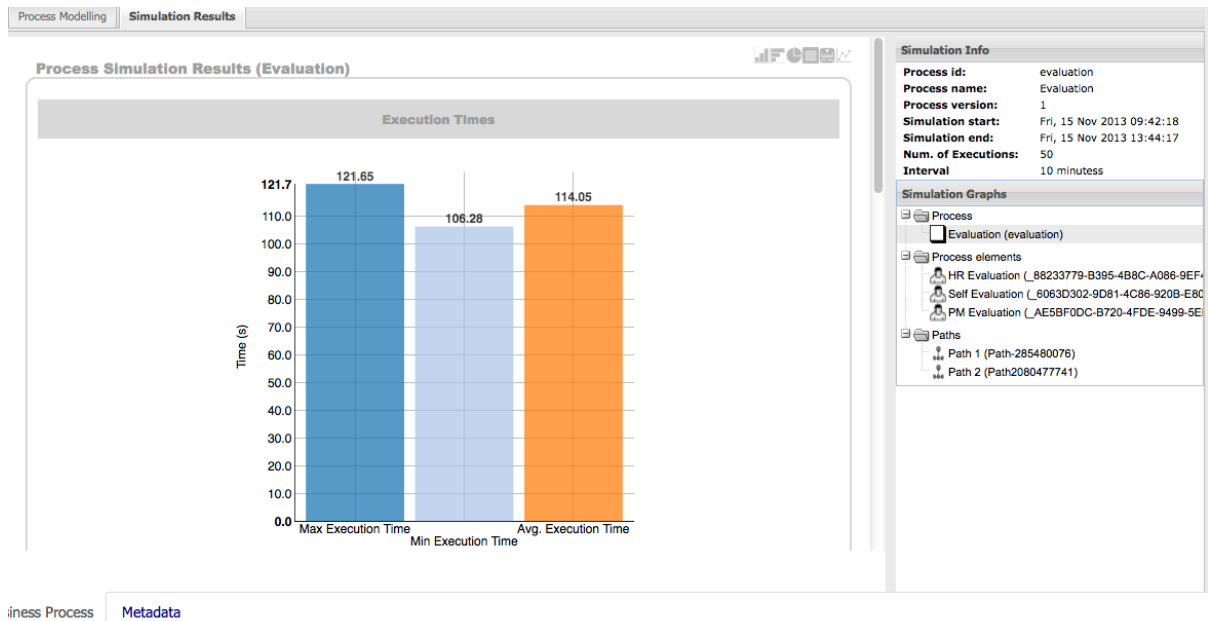 Process Modelling
Simulation Results
Process Simulation Results (Evaluation)
Execution Times
121.7
110.0
100.0
90.0
80.0
70.0
60.0
50.0
40.0
30.0
20.0
10.0
0.0
Time (s)
121.65
106.28
114.05
Max Execution Time
Min Execution Time
Avg. Execution Time
Simulation Info
Process id: evaluation
Process name: Evaluation
Process version: 1
Simulation start: Fri, 15 Nov 2013 09:42:18
Simulation end: Fri, 15 Nov 2013 13:44:17
Num. of Executions: 50
Interval 10 minutess
Simulation Graphs
Process
Evaluation (evaluation)
Process elements
HR Evaluation (_88233779-B395-4B8C-A086-9EF4
Self Evaluation (_6063D302-9D81-4C86-920B-E80
PM Evaluation (_AE5BF0DC-B720-4FDE-9499-5E
Paths
Path 1 (Path-285480076)
Path 2 (Path2080477741)
siness Process
Metadata